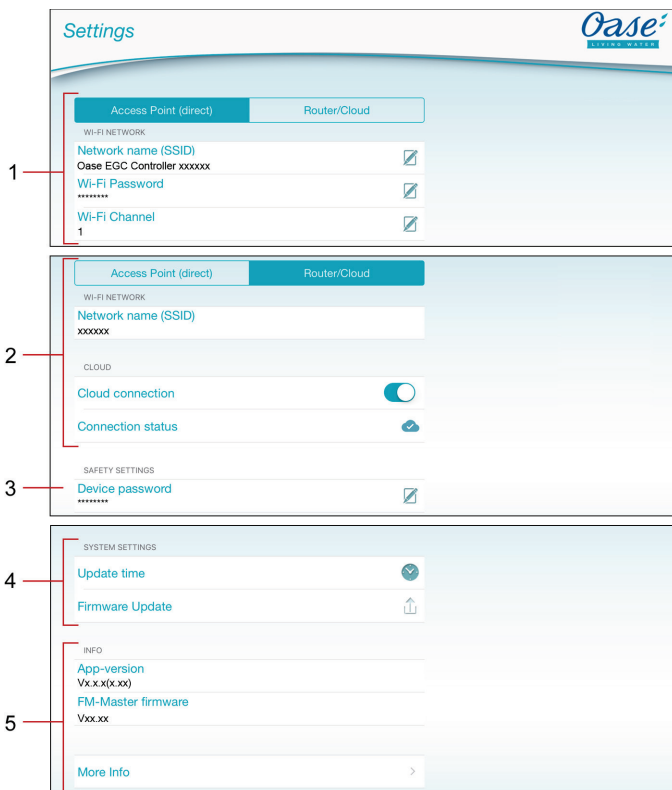 Settings
Oase
LIVING WATER
Access Point (direct) Router/Cloud
WI-FI NETWORK
Network name (SSID)
Oase EGC Controller xxxxxx
Wi-Fi Password
********
Wi-Fi Channel
1
1
Access Point (direct) Router/Cloud
WI-FI NETWORK
Network name (SSID)
xxxxxx
2
CLOUD
Cloud connection
Connection status
SAFETY SETTINGS
3 Device password
********
SYSTEM SETTINGS
Update time
4
Firmware Update
INFO
App-version
Vx.x.x(x.xx)
FM-Master firmware
Vxx.xx
5
More Info